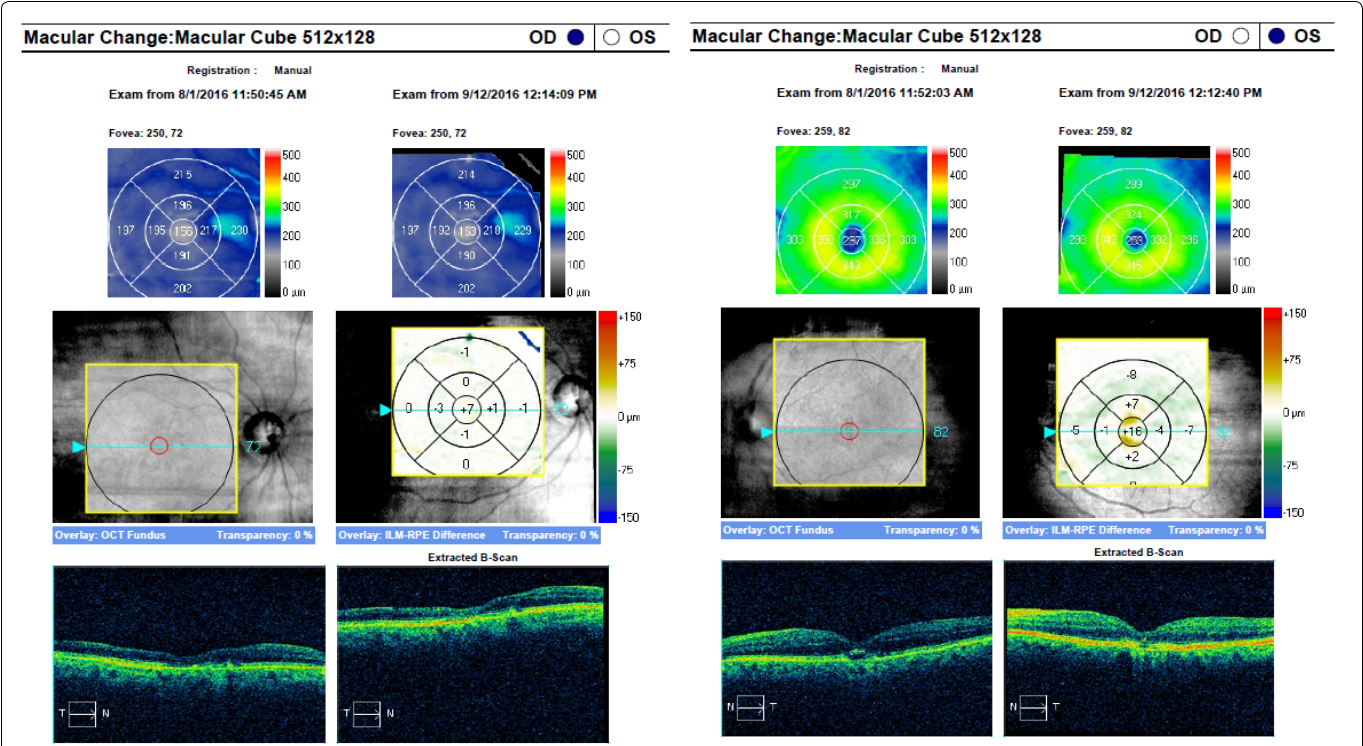 Macular Change:Macular Cube 512x128 OD OS
Registration : Manual
Exam from 8/1/2016 11:50:45 AM Exam from 9/12/2016 12:14:09 PM
Fovea: 250, 72 Fovea: 250, 72
215
196
197 195 156 217 230
191
202
500
400
300
200
100
0 µm
214
196
197 192 163 218 229
190
202
500
400
300
200
100
0 µm
72
-1
0
0 -3 +7 +1 -1
-1
0
72
+150
+75
0 µm
-75
-150
Overlay: OCT Fundus Transparency: 0 %
Overlay: ILM-RPE Difference Transparency: 0 %
Extracted B-Scan
T N
T N
Macular Change:Macular Cube 512x128 OD OS
Registration : Manual
Exam from 8/1/2016 11:52:03 AM Exam from 9/12/2016 12:12:40 PM
Fovea: 259, 82 Fovea: 259, 82
297
317
303 350 237 336 303
343
500
400
300
200
100
0 µm
289
324
293 349 253 332 296
345
500
400
300
200
100
0 µm
82
-8
+7
-5 -1 +16 -4 -7
+2
+150
+75
0 µm
-75
-150
Overlay: OCT Fundus Transparency: 0 %
Overlay: ILM-RPE Difference Transparency: 0 %
Extracted B-Scan
N T
N T